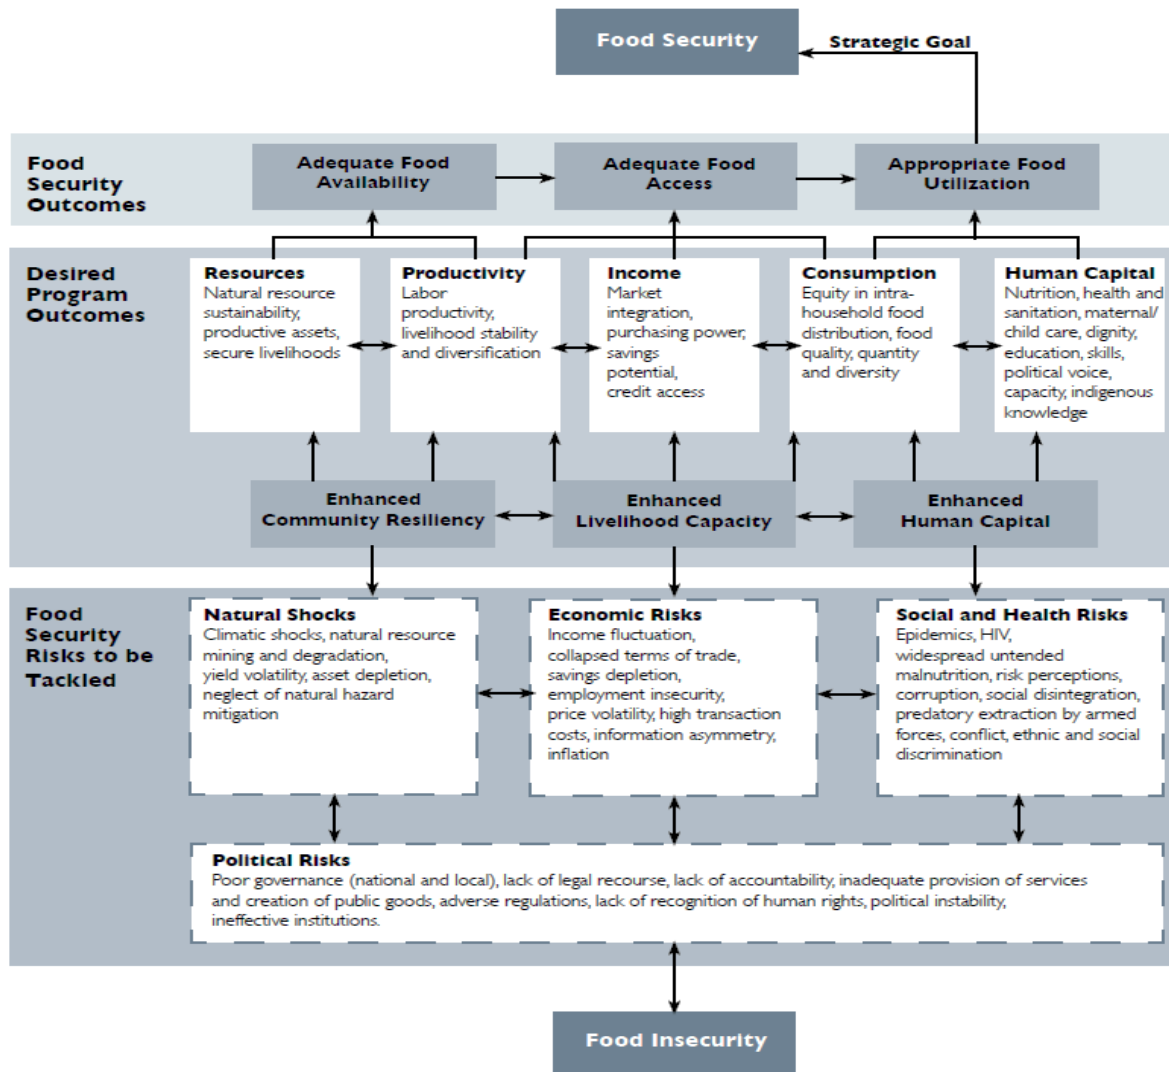 Food Security
Strategic Goal
Food
Security
Outcomes
Adequate Food
Availability
Adequate Food
Access
Appropriate Food
Utilization
Desired
Program
Outcomes
Resources
Natural resource
sustainability,
productive assets,
secure livelihoods
Productivity
Labor
productivity,
livelihood stability
and diversification
Income
Market
integration,
purchasing power,
savings
potential,
credit access
Consumption
Equity in intra-
household food
distribution, food
quality, quantity
and diversity
Human Capital
Nutrition, health and
sanitation, maternal/
child care, dignity,
education, skills,
political voice,
capacity, indigenous
knowledge
Enhanced
Community Resiliency
Enhanced
Livelihood Capacity
Enhanced
Human Capital
Food
Security
Risks to be
Tackled
Natural Shocks
Climatic shocks, natural resource
mining and degradation,
yield volatility, asset depletion,
neglect of natural hazard
mitigation
Economic Risks
Income fluctuation,
collapsed terms of trade,
savings depletion,
employment insecurity,
price volatility, high transaction
costs, information asymmetry,
inflation
Social and Health Risks
Epidemics, HIV,
widespread untended
malnutrition, risk perceptions,
corruption, social disintegration,
predatory extraction by armed
forces, conflict, ethnic and social
discrimination
Political Risks
Poor governance (national and local), lack of legal recourse, lack of accountability, inadequate provision of services
and creation of public goods, adverse regulations, lack of recognition of human rights, political instability,
ineffective institutions.
Food Insecurity